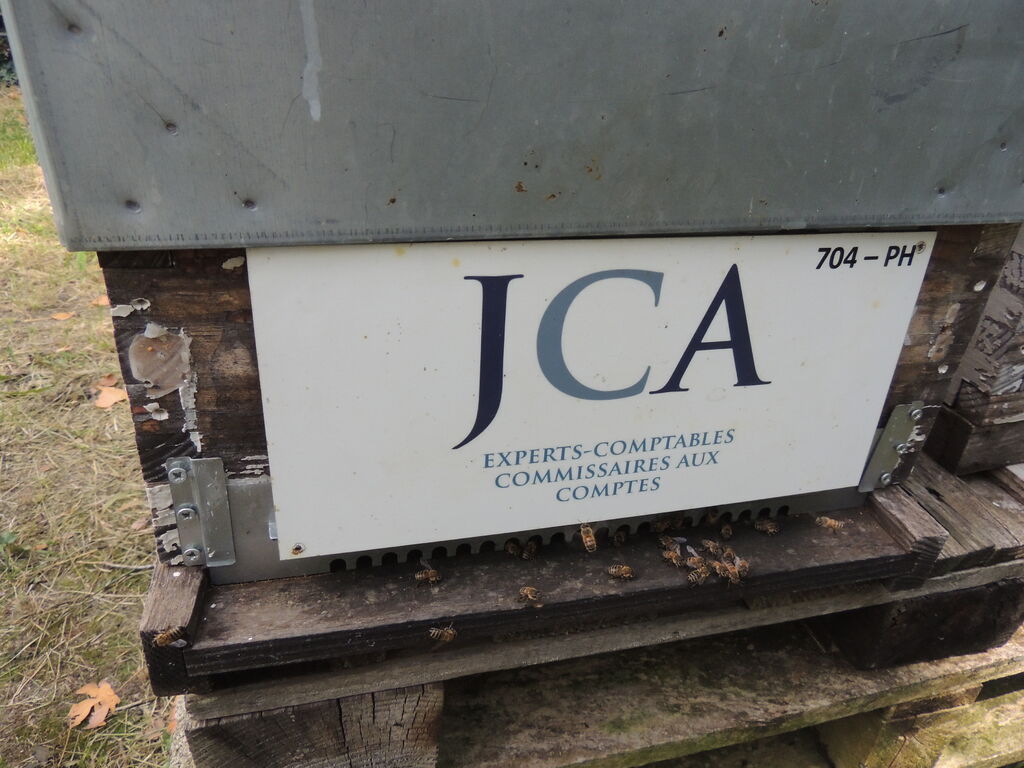 704 – PH
JCA
EXPERTS-COMPTABLES
COMMISSAIRES AUX
COMPTES